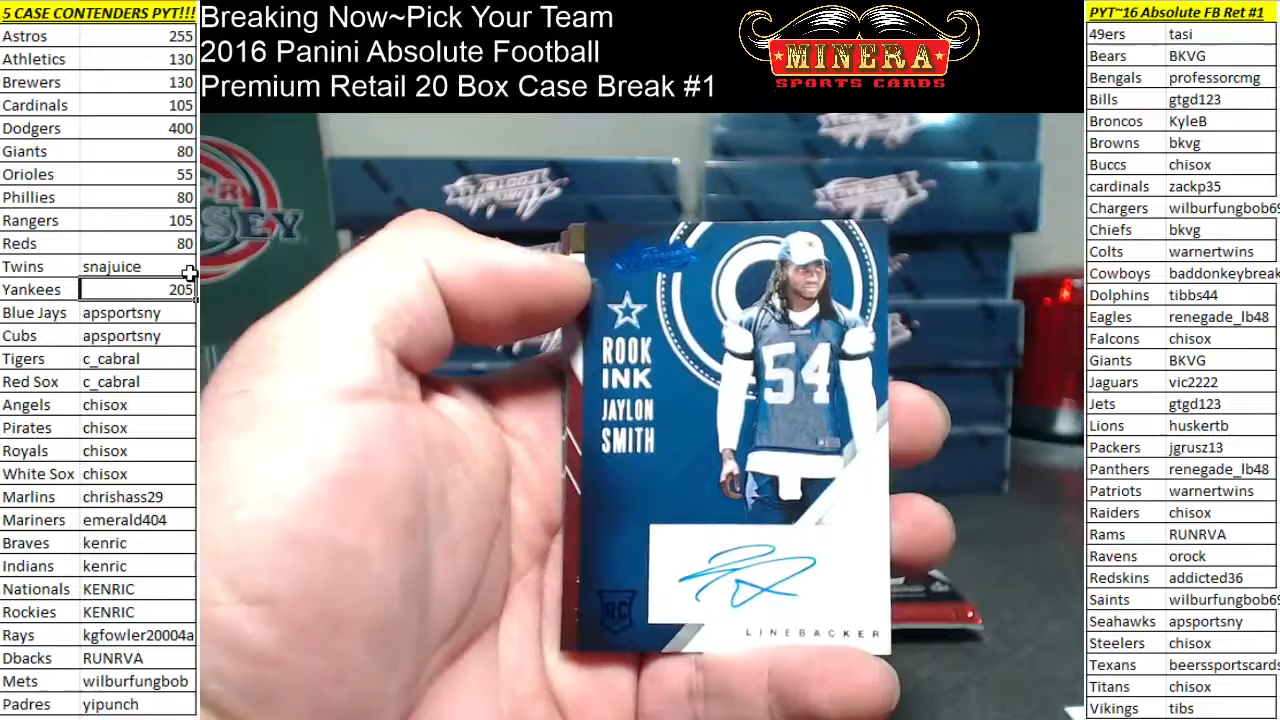 5 CASE CONTENDERS PYT!!!
Astros 255
Athletics 130
Brewers 130
Cardinals 105
Dodgers 400
Giants 80
Orioles 55
Phillies 80
Rangers 105
Reds 80
Twins snajuice
Yankees 205
Blue Jays apsportsny
Cubs apsportsny
Tigers c_cabral
Red Sox c_cabral
Angels chisox
Pirates chisox
Royals chisox
White Sox chisox
Marlins chrishass29
Mariners emerald404
Braves kenric
Indians kenric
Nationals KENRIC
Rockies KENRIC
Rays kgfowler20004a
Dbacks RUNRVA
Mets wilburfungbob
Padres yipunch
Breaking Now~Pick Your Team
2016 Panini Absolute Football
Premium Retail 20 Box Case Break #1
MINERA
SPORTS CARDS
ROOK
INK
JAYLON
SMITH
54
RC
LINEBACKER
PYT~16 Absolute FB Ret #1
49ers tasi
Bears BKVG
Bengals professorcmg
Bills gtgd123
Broncos KyleB
Browns bkvg
Buccs chisox
cardinals zackp35
Chargers wilburfungbob69
Chiefs bkvg
Colts warnertwins
Cowboys baddonkeybreak
Dolphins tibbs44
Eagles renegade_lb48
Falcons chisox
Giants BKVG
Jaguars vic2222
Jets gtgd123
Lions huskertb
Packers jgrusz13
Panthers renegade_lb48
Patriots warnertwins
Raiders chisox
Rams RUNRVA
Ravens orock
Redskins addicted36
Saints wilburfungbob69
Seahawks apsportsny
Steelers chisox
Texans beerssportscards
Titans chisox
Vikings tibs